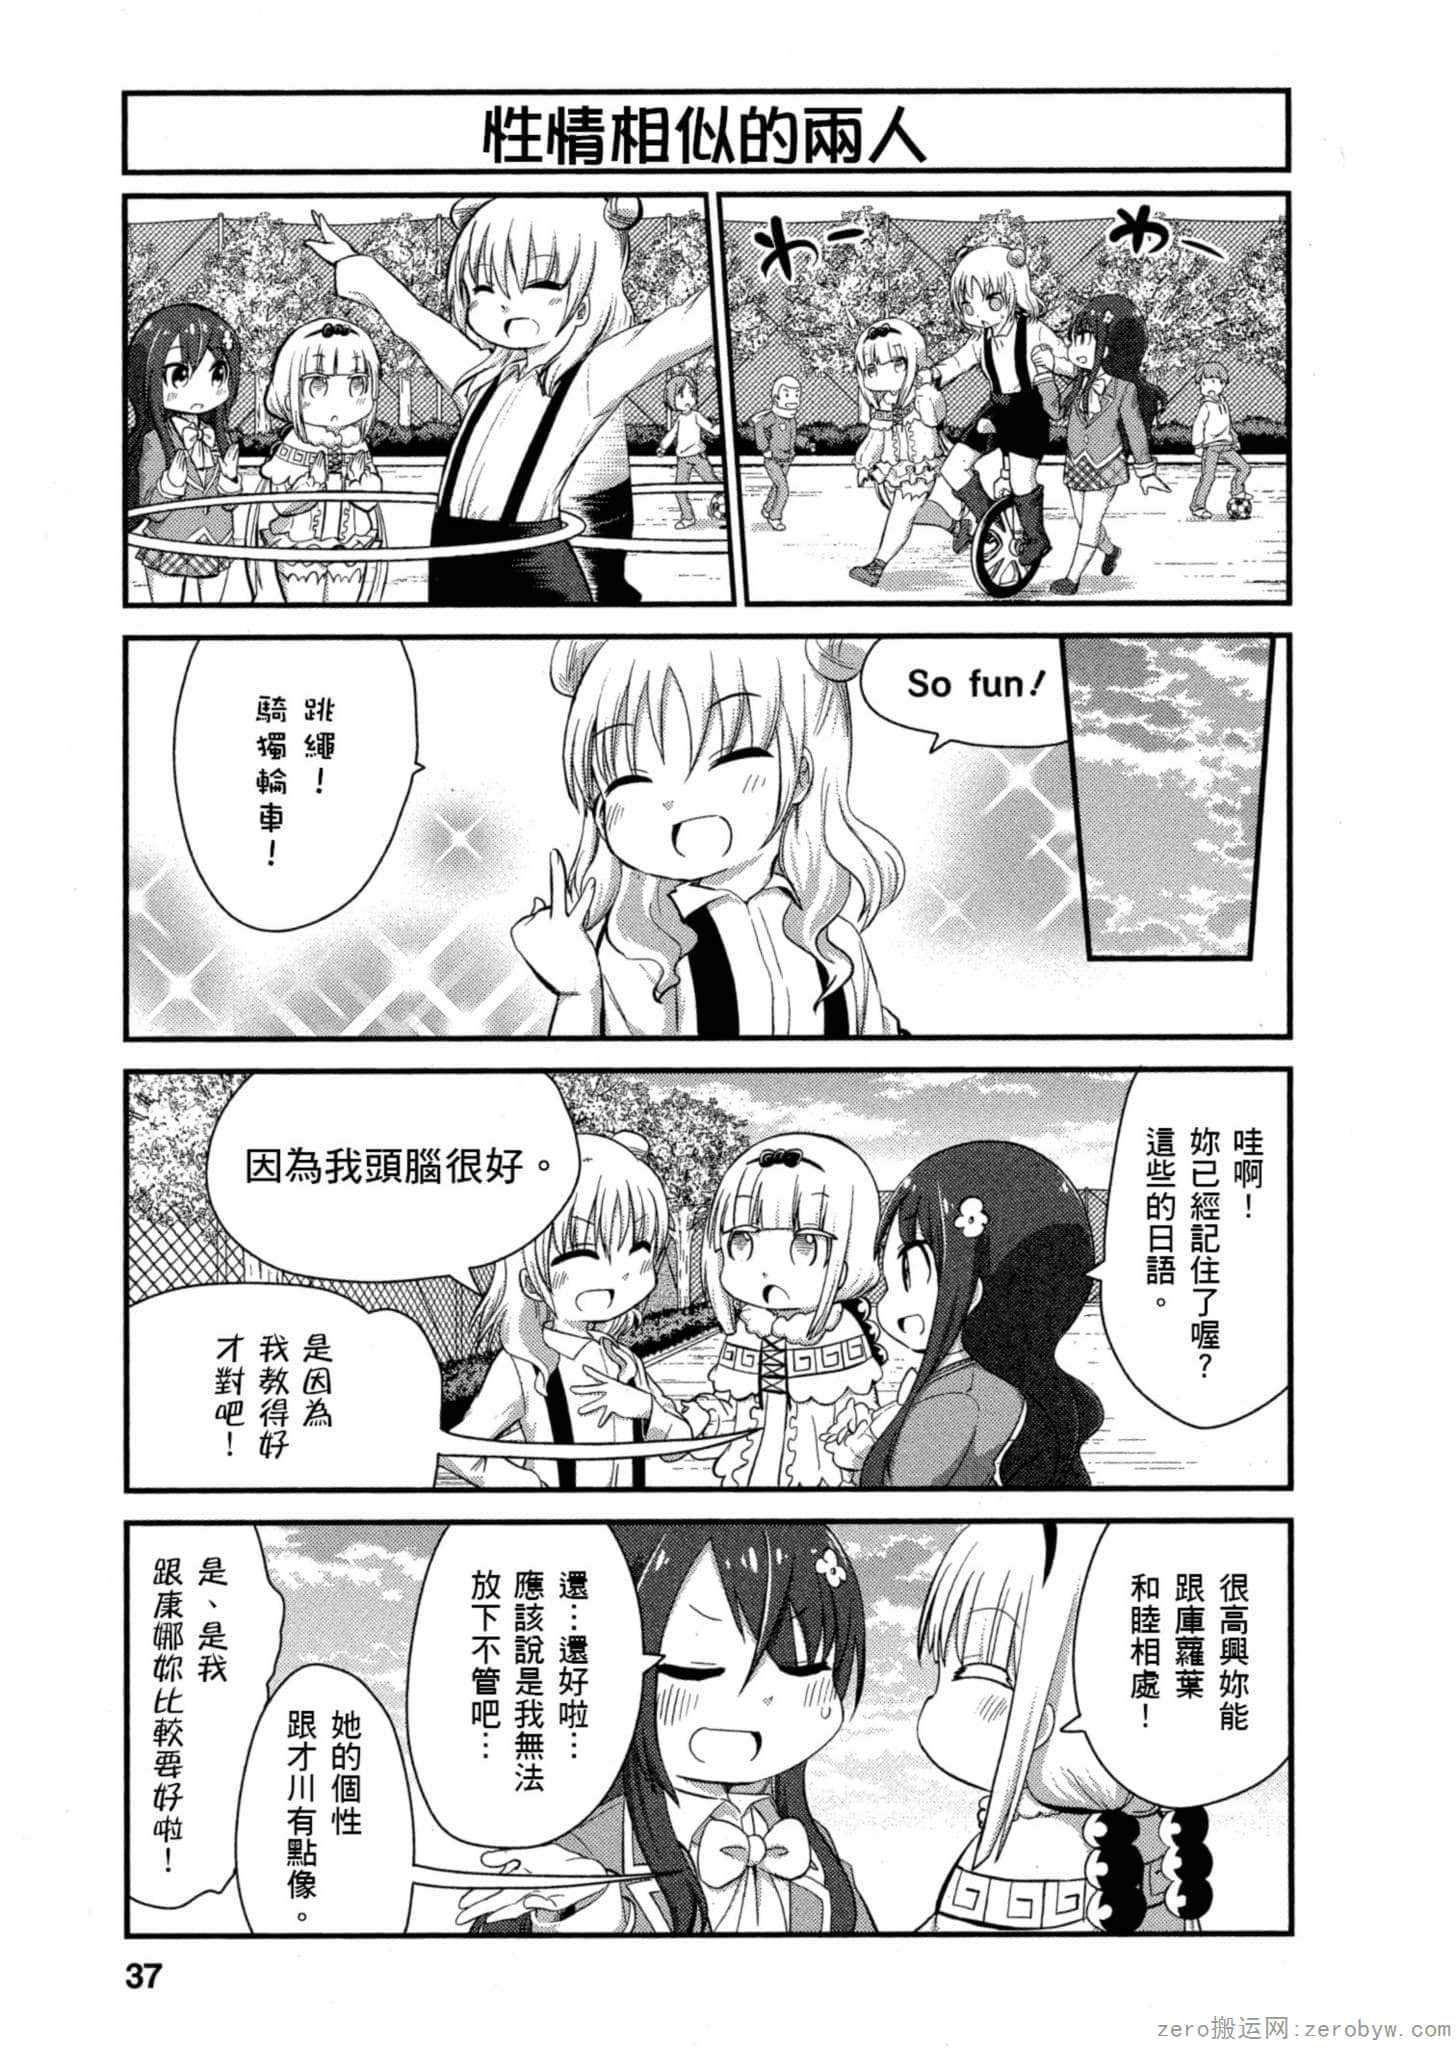 性情相似的兩人
わー
わー
So fun!
跳繩！
騎獨輪車！
哇啊！
妳已經記住了喔？
這些的日語。
因為我頭腦很好。
是因為
我教得好
才對吧！
很高興妳能
跟庫蘿葉
和睦相處！
還…還好啦…
應該說是我無法
放下不管吧…
她的個性
跟才川有點像。
是、是我
跟康娜妳比較要好啦！
37
zero搬运网:zerobyw.com